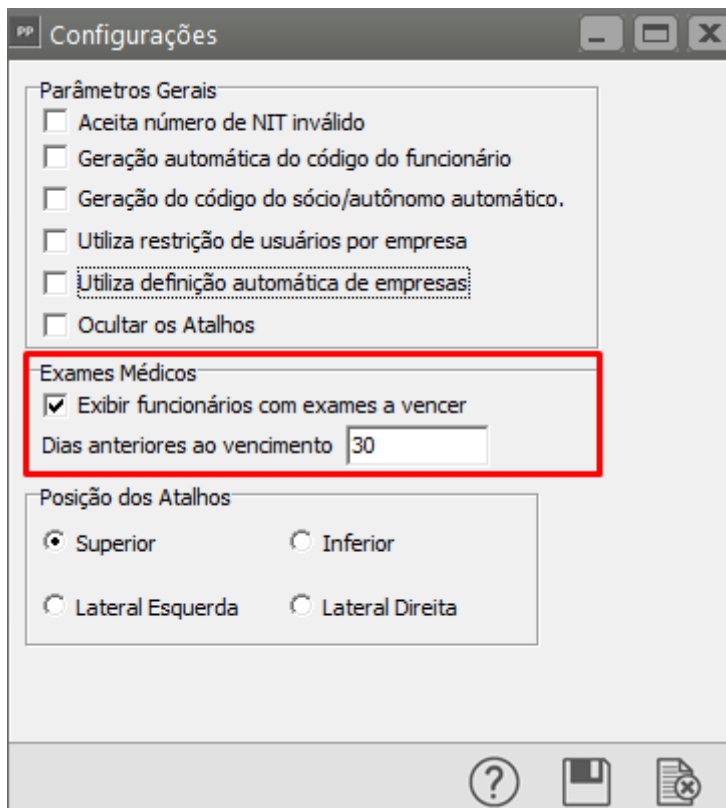 PP Configurações
Parâmetros Gerais
Aceita número de NIT inválido
Geração automática do código do funcionário
Geração do código do sócio/autônomo automático.
Utiliza restrição de usuários por empresa
Utiliza definição automática de empresas
Ocultar os Atalhos
Exames Médicos
Exibir funcionários com exames a vencer
Dias anteriores ao vencimento 30
Posição dos Atalhos
Superior Inferior
Lateral Esquerda Lateral Direita
?